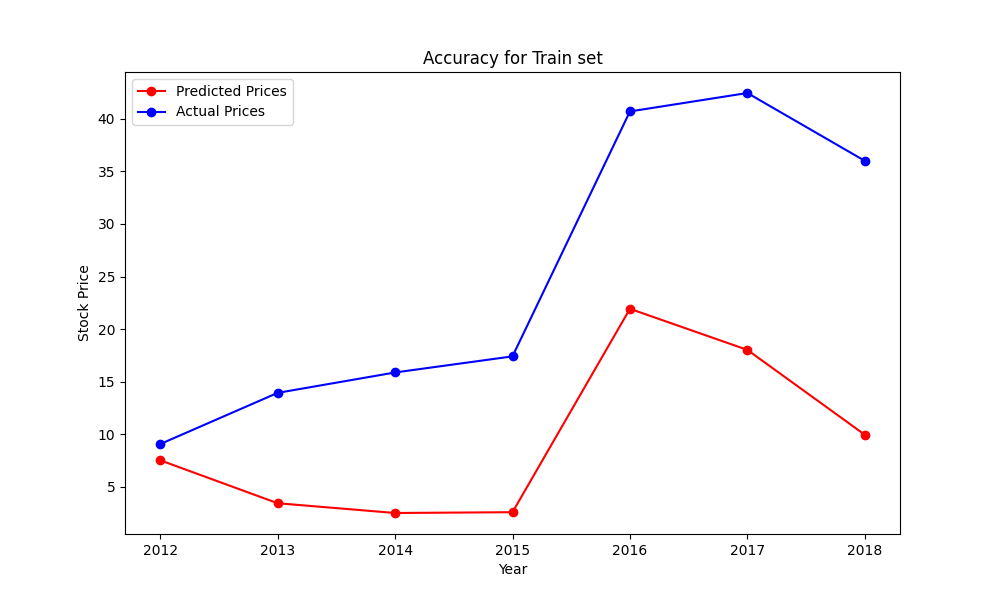 Accuracy for Train set
Predicted Prices
Actual Prices
Stock Price
40
35
30
25
20
15
10
5
2012 2013 2014 2015 2016 2017 2018
Year